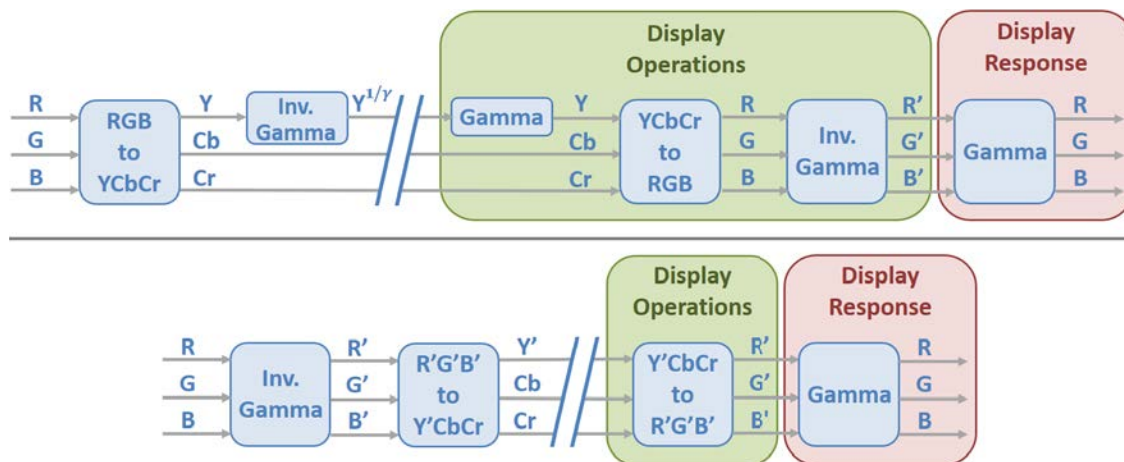 Display
Operations
Display
Response
R
G
B
RGB
to
YCbCr
Y
Cb
Cr
Inv.
Gamma
Y^1/γ
Gamma
Y
Cb
Cr
YCbCr
to
RGB
R
G
B
Inv.
Gamma
R’
G’
B’
Gamma
R
G
B
Display
Operations
Display
Response
R
G
B
Inv.
Gamma
R’
G’
B’
R’G’B’
to
Y’CbCr
Y’
Cb
Cr
Y’CbCr
to
R’G’B’
R’
G’
B'
Gamma
R
G
B